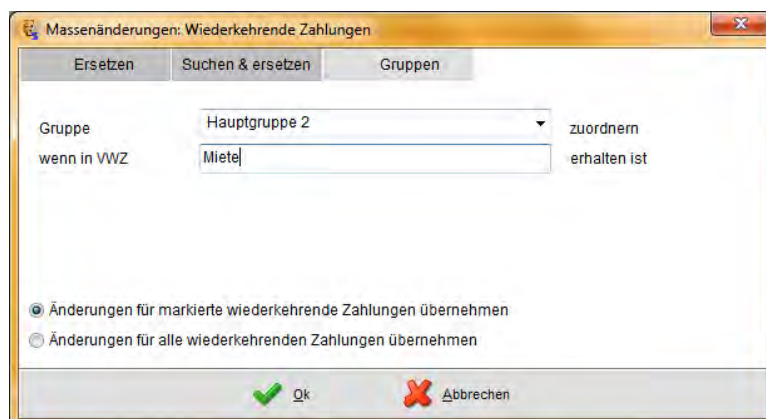 Massenänderungen: Wiederkehrende Zahlungen
Ersetzen Suchen & ersetzen Gruppen
Gruppe Hauptgruppe 2 zuordnern
wenn in VWZ Miete erhalten ist
Änderungen für markierte wiederkehrende Zahlungen übernehmen
Änderungen für alle wiederkehrenden Zahlungen übernehmen
Ok Abbrechen